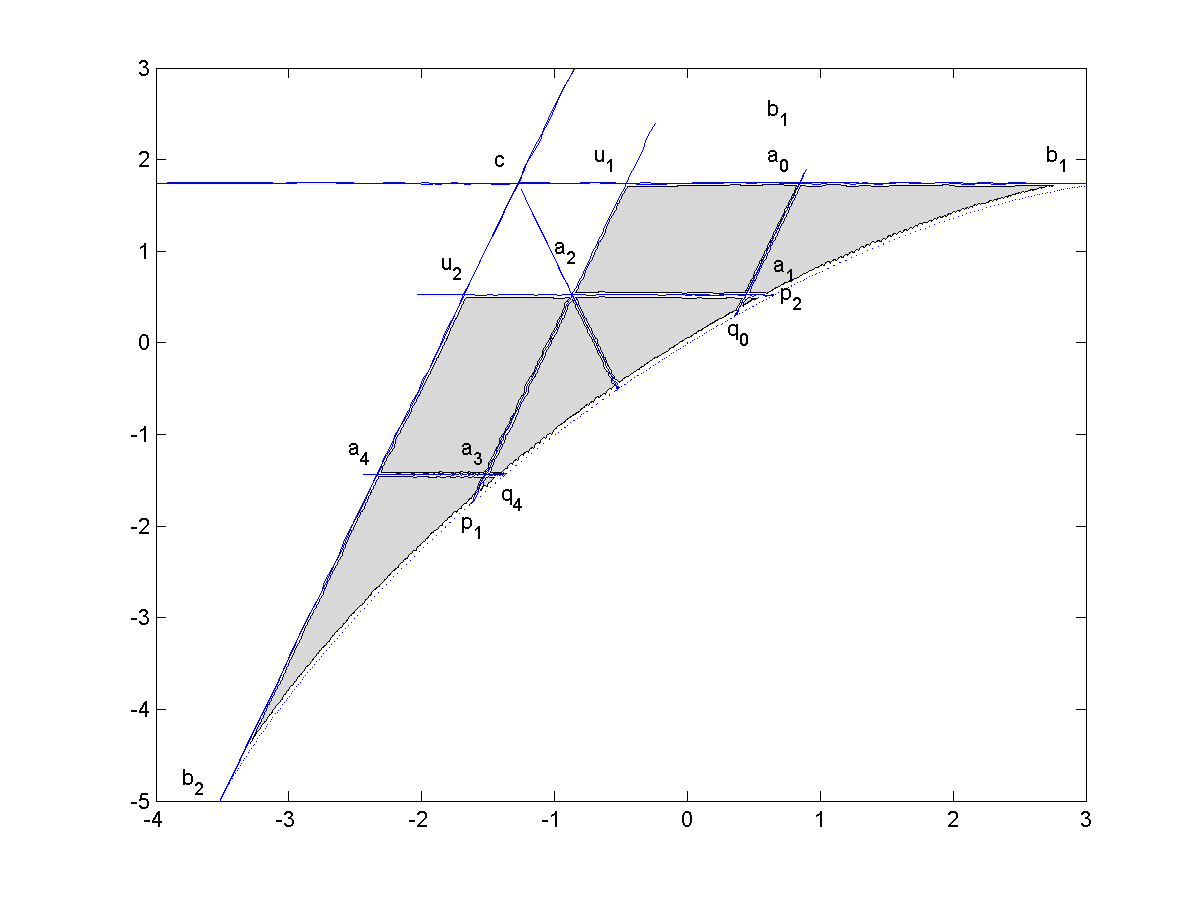 3
b₁
2
c
u₁
a₀
b₁
1
u₂
a₂
a₁
p₂
0
q₀
-1
a₄
a₃
q₄
-2
p₁
-3
-4
b₂
-5
-4 -3 -2 -1 0 1 2 3